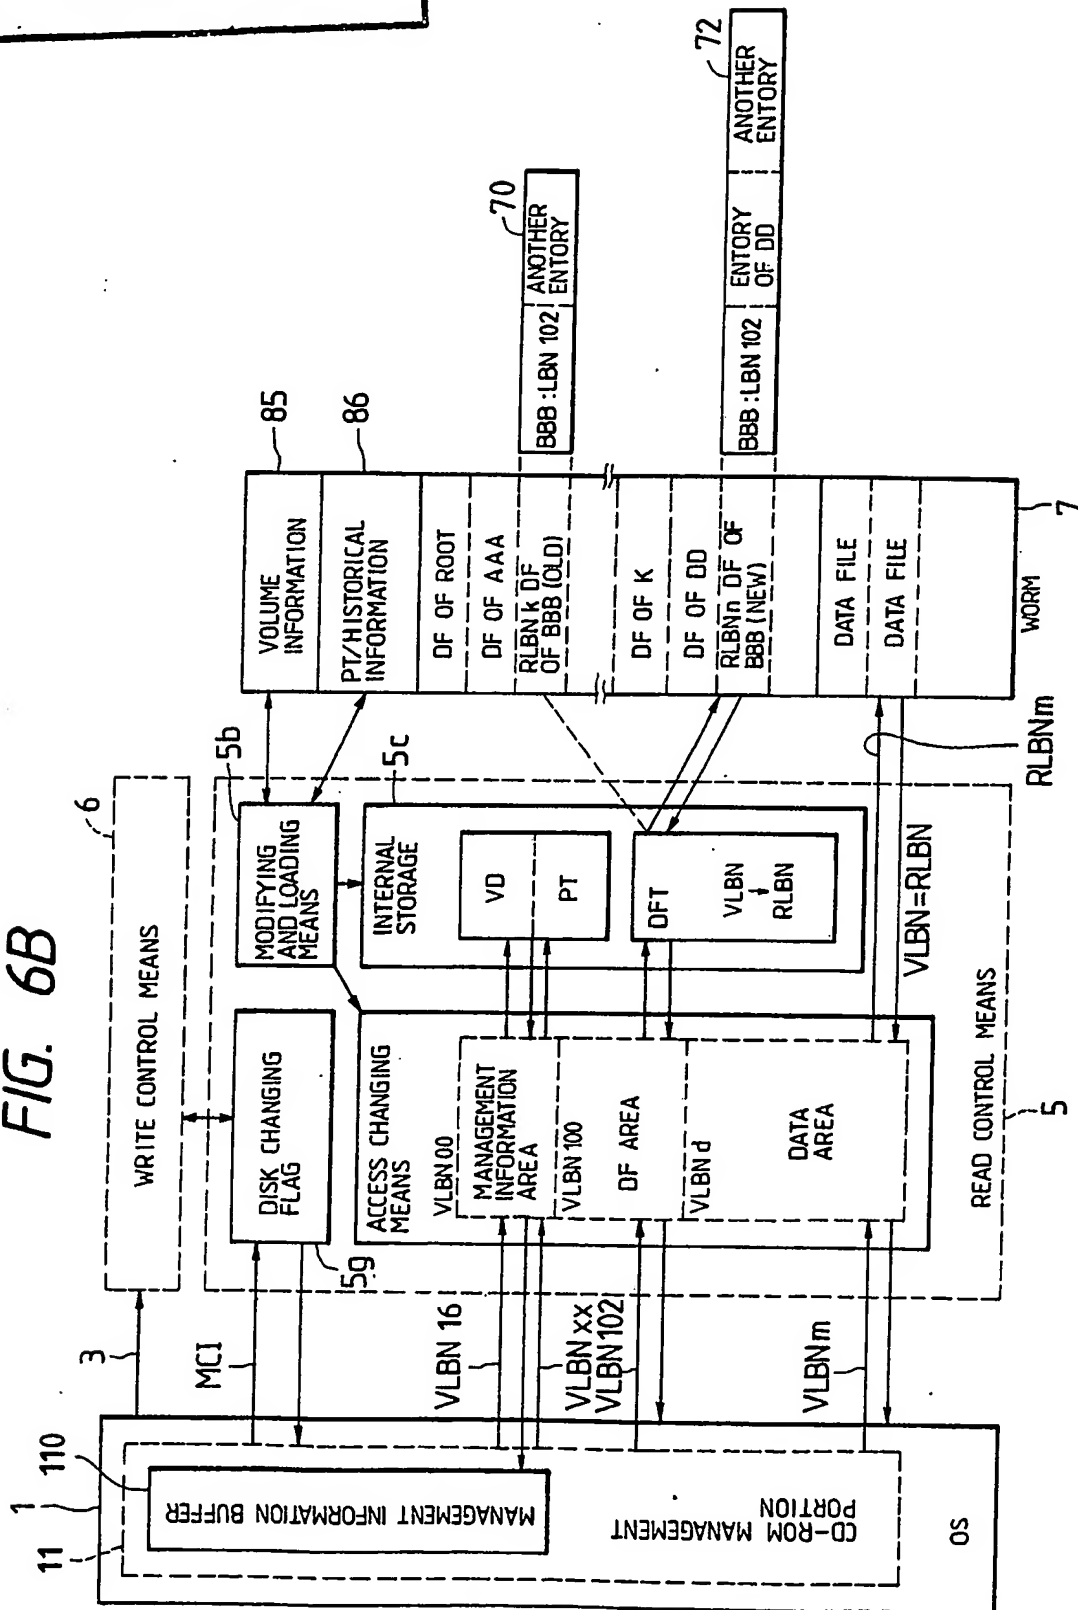 FIG. 6B
1
11
110
MANAGEMENT INFORMATION BUFFER
CD-ROM MANAGEMENT
PORTION
OS
3
MCI
VLBN 16
VLBN xx
VLBN 102
VLBN m
6
WRITE CONTROL MEANS
DISK CHANGING
FLAG
5g
MODIFYING
AND LOADING
MEANS
5b
ACCESS CHANGING
MEANS
VLBN 00
MANAGEMENT
INFORMATION
AREA
VLBN 100
DF AREA
VLBN d
DATA
AREA
INTERNAL
STORAGE
5c
VD
PT
DFT
VLBN
RLBN
VLBN=RLBN
RLBNm
READ CONTROL MEANS
5
VOLUME
INFORMATION
85
PT/HISTORICAL
INFORMATION
86
DF OF ROOT
DF OF AAA
RLBN k DF
OF BBB (OLD)
DF OF K
DF OF DD
RLBNn DF OF
BBB (NEW)
DATA FILE
DATA FILE
WORM
7
BBB :LBN 102
ANOTHER
ENTORY
70
BBB :LBN 102
ENTORY
OF DD
ANOTHER
ENTORY
72